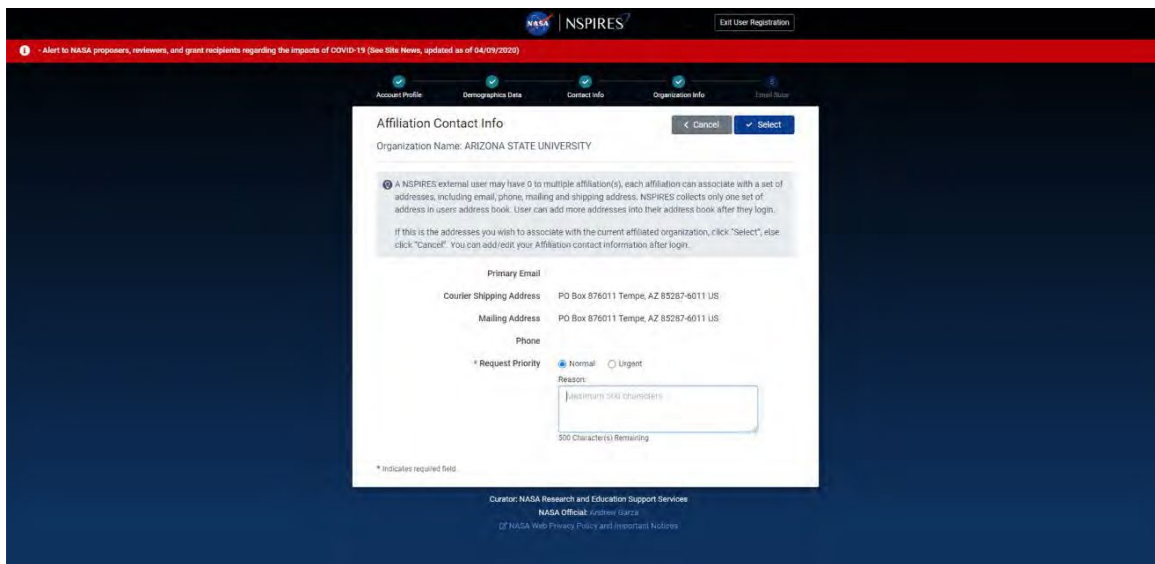 NASA NSPIRES
Exit User Registration
- Alert to NASA proposers, reviewers, and grant recipients regarding the impacts of COVID-19 (See Site News, updated as of 04/09/2020)
Account Profile Demographics Data Contact Info Organization Info Email
Affiliation Contact Info
< Cancel ✓ Select
Organization Name: ARIZONA STATE UNIVERSITY
A NSPIRES external user may have 0 to multiple affiliation(s), each affiliation can associate with a set of
addresses, including email, phone, mailing and shipping address. NSPIRES collects only one set of
address in users address book. User can add more addresses into their address book after they login.
If this is the addresses you wish to associate with the current affiliated organization, click "Select", else
click "Cancel". You can add/edit your Affiliation contact information after login.
Primary Email
Courier Shipping Address PO Box 876011 Tempe, AZ 85287-6011 US
Mailing Address PO Box 876011 Tempe, AZ 85287-6011 US
Phone
* Request Priority Normal Urgent
Reason:
Maximum 500 characters
500 Character(s) Remaining
* Indicates required field.
Curator: NASA Research and Education Support Services
NASA Official: Andrew Garza
NASA Web Privacy Policy and Important Notices